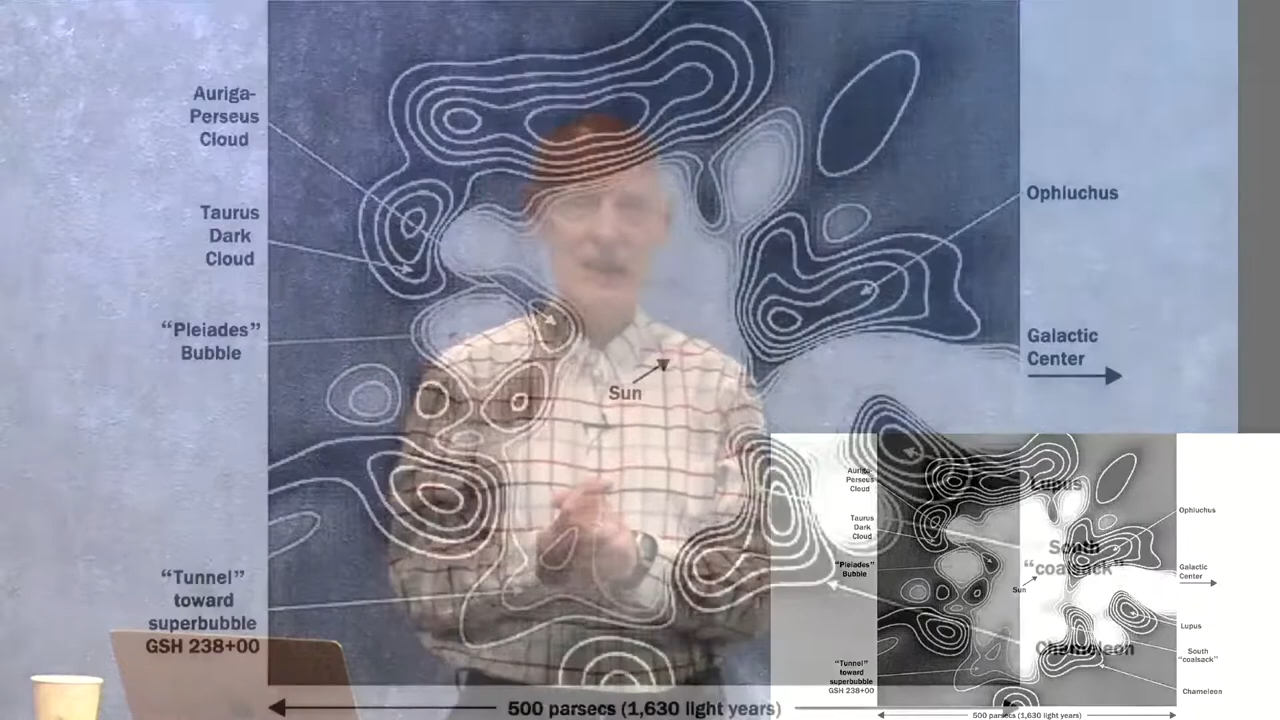 Auriga-
Perseus
Cloud
Taurus
Dark
Cloud
“Pleiades”
Bubble
“Tunnel”
toward
superbubble
GSH 238+00
Sun
Ophiuchus
Galactic
Center
Lupus
South
“coalsack”
Chameleon
500 parsecs (1,630 light years)
Auriga-
Perseus
Cloud
Taurus
Dark
Cloud
“Pleiades”
Bubble
“Tunnel”
toward
superbubble
GSH 238+00
Sun
Ophiuchus
Galactic
Center
Lupus
South
“coalsack”
Chameleon
500 parsecs (1,630 light years)